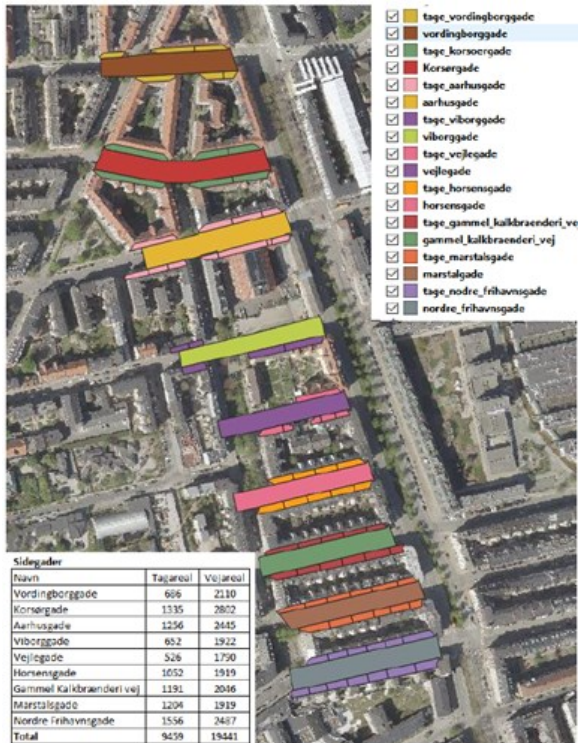 tage_vordingborggade
vordingborggade
tage_korsoergade
Korsørgade
tage_aarhusgade
aarhusgade
tage_viborggade
viborggade
tage_vejlegade
vejlegade
tage_horsensgade
horsensgade
tage_gammel_kalkbraenderi_vej
gammel_kalkbraenderi_vej
tage_marstalsgade
marstalgade
tage_nodre_frihavnsgade
nordre_frihavnsgade
Sidegader
Navn Tagareal Vejareal
Vordingborggade 686 2110
Korsørgade 1335 2802
Aarhusgade 1256 2445
Viborggade 652 1922
Vejlegade 526 1790
Horsensgade 1052 1919
Gammel Kalkbrænderi vej 1191 2046
Marstalsgade 1204 1919
Nordre Frihavnsgade 1556 2487
Total 9459 19441